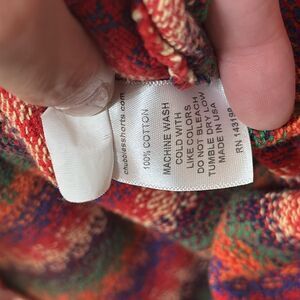 chubbiesshorts.com
100% COTTON
MACHINE WASH
COLD WITH
LIKE COLORS
DO NOT BLEACH
TUMBLE DRY LOW
MADE IN USA
RN 143198